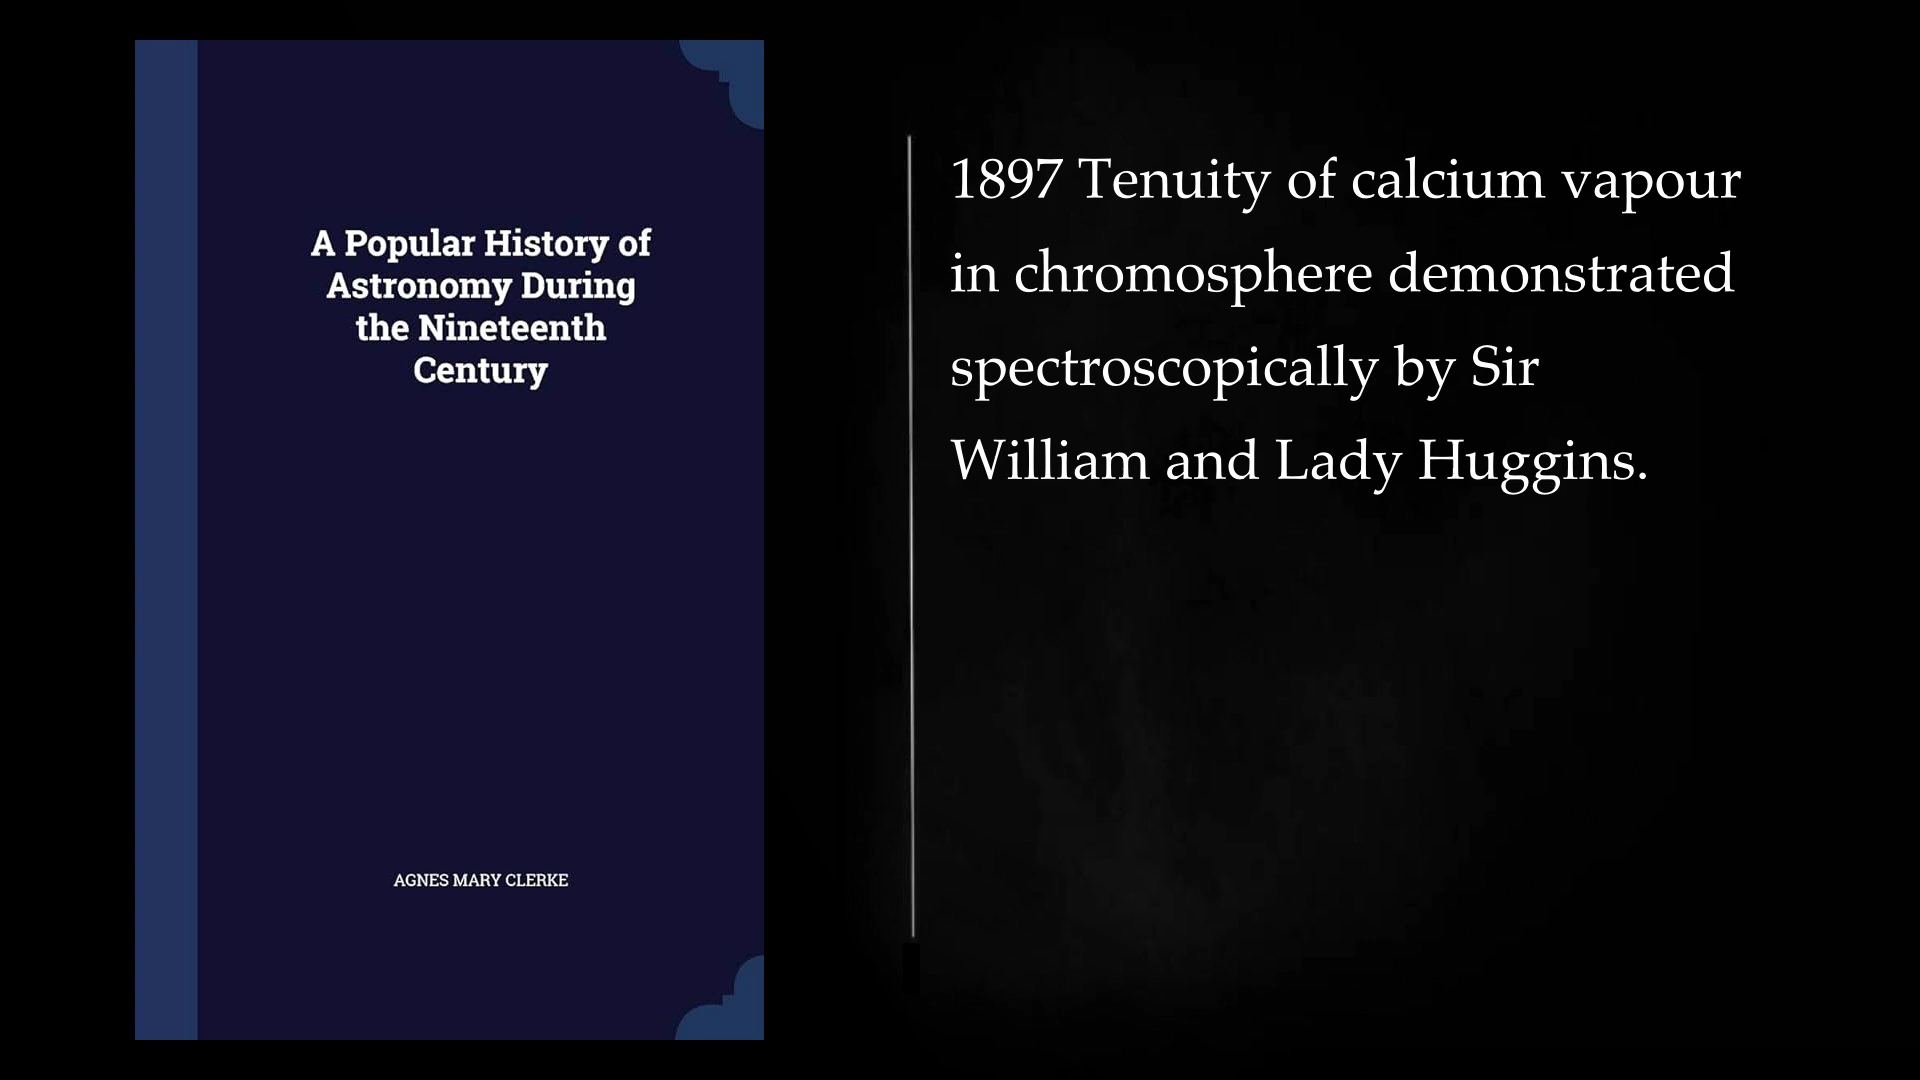 A Popular History of
Astronomy During
the Nineteenth
Century
AGNES MARY CLERKE
1897 Tenuity of calcium vapour
in chromosphere demonstrated
spectroscopically by Sir
William and Lady Huggins.